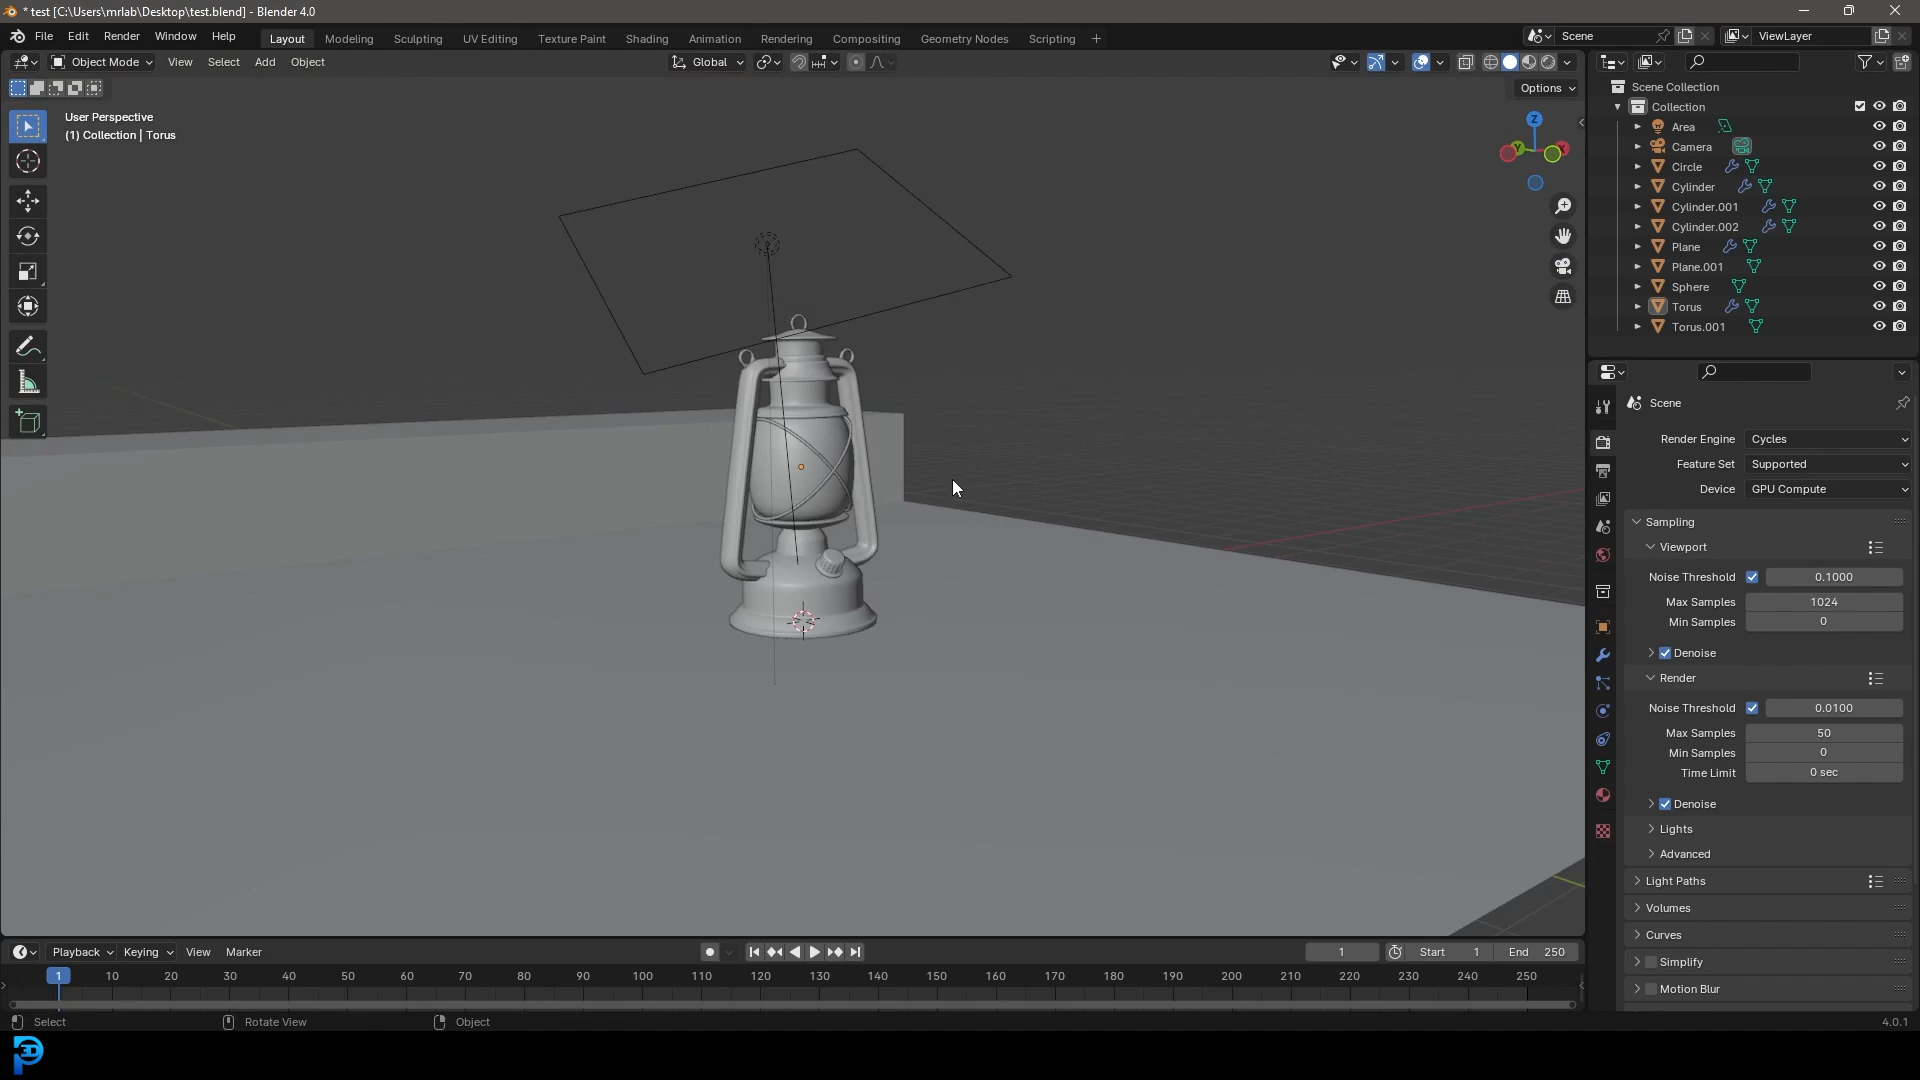 * test [C:\Users\mrlab\Desktop\test.blend] - Blender 4.0
File Edit Render Window Help Layout Modeling Sculpting UV Editing Texture Paint Shading Animation Rendering Compositing Geometry Nodes Scripting + Scene ViewLayer
Object Mode View Select Add Object Global
Options
User Perspective
(1) Collection | Torus
Z
Y
X
Scene Collection
Collection
Area
Camera
Circle
Cylinder
Cylinder.001
Cylinder.002
Plane
Plane.001
Sphere
Torus
Torus.001
Scene
Render Engine Cycles
Feature Set Supported
Device GPU Compute
Sampling
Viewport
Noise Threshold 0.1000
Max Samples 1024
Min Samples 0
Denoise
Render
Noise Threshold 0.0100
Max Samples 50
Min Samples 0
Time Limit 0 sec
Denoise
Lights
Advanced
Light Paths
Volumes
Curves
Simplify
Motion Blur
Playback Keying View Marker 1 Start 1 End 250
1 10 20 30 40 50 60 70 80 90 100 110 120 130 140 150 160 170 180 190 200 210 220 230 240 250
Select Rotate View Object 4.0.1
3D